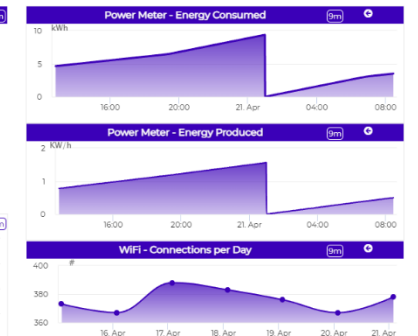 Power Meter - Energy Consumed 9m
kWh
10
5
0
16:00 20:00 21. Apr 04:00 08:00
Power Meter - Energy Produced 9m
2 KW/h
1
0
16:00 20:00 21. Apr 04:00 08:00
WiFi - Connections per Day 9m
400 #
380
360
16. Apr 17. Apr 18. Apr 19. Apr 20. Apr 21. Apr